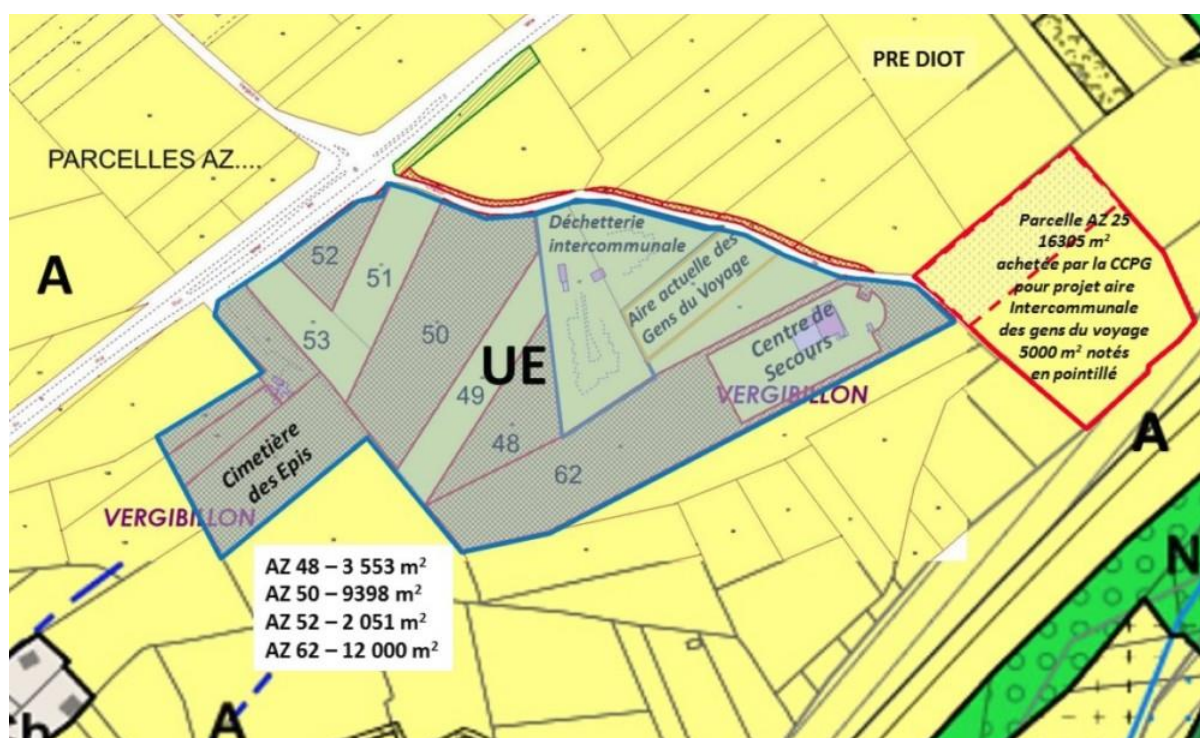 PRE DIOT
PARCELLES AZ....
A
52
51
53
50
49
48
62
UE
Déchetterie
intercommunale
Aire actuelle des
Gens du Voyage
Centre de
Secours
VERGIBILLON
Cimetière
des Epis
VERGIBILLON
Parcelle AZ 25
16305 m²
achetée par la CCPG
pour projet aire
Intercommunale
des gens du voyage
5000 m² notés
en pointillé
A
N
AZ 48 – 3 553 m²
AZ 50 – 9398 m²
AZ 52 – 2 051 m²
AZ 62 – 12 000 m²
A